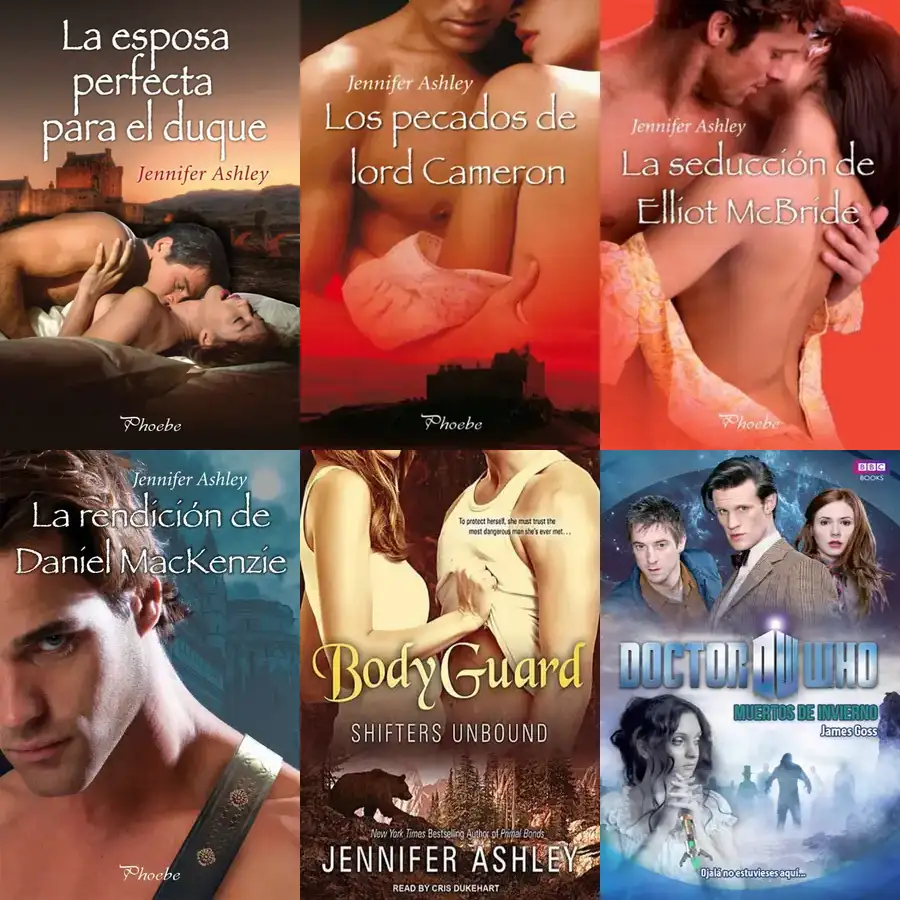 La esposa
perfecta
para el duque
Jennifer Ashley
Phoebe
Jennifer Ashley
Los pecados de
lord Cameron
Phoebe
Jennifer Ashley
La seducción de
Elliot McBride
Phoebe
Jennifer Ashley
La rendición de
Daniel MacKenzie
Phoebe
To protect herself, she must trust the
most dangerous man she's ever met...
BodyGuard
SHIFTERS UNBOUND
New York Times Bestselling Author of Primal Bonds
JENNIFER ASHLEY
READ BY CRIS DUKEHART
BBC
BOOKS
DOCTOR WHO
MUERTOS DE INVIERNO
James Goss
Ojalá no estuvieses aquí...